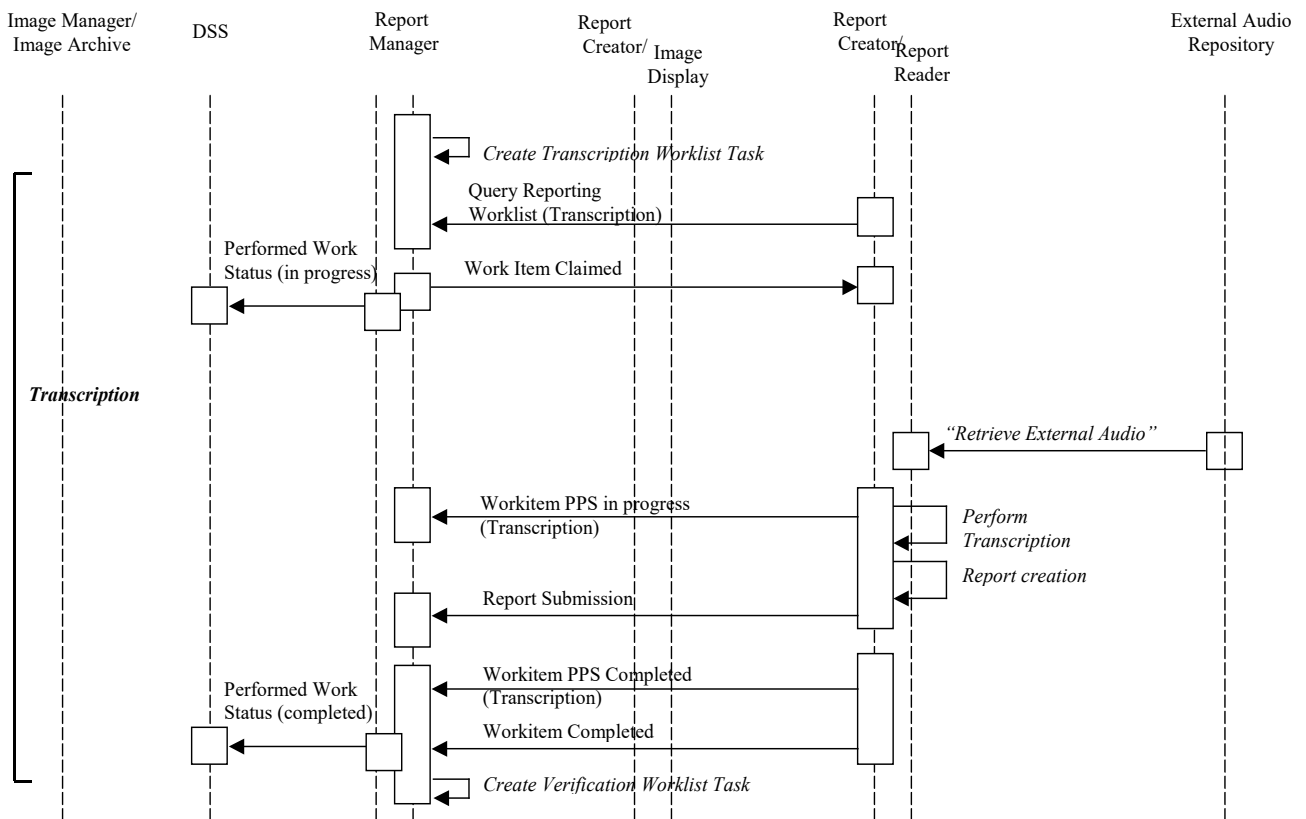 Image Manager/
Image Archive
DSS
Report
Manager
Report
Creator/
Image
Display
Report
Creator/
Report
Reader
External Audio
Repository
Create Transcription Worklist Task
Query Reporting
Worklist (Transcription)
Performed Work
Status (in progress)
Work Item Claimed
Transcription
“Retrieve External Audio”
Workitem PPS in progress
(Transcription)
Perform
Transcription
Report creation
Report Submission
Workitem PPS Completed
(Transcription)
Performed Work
Status (completed)
Workitem Completed
Create Verification Worklist Task